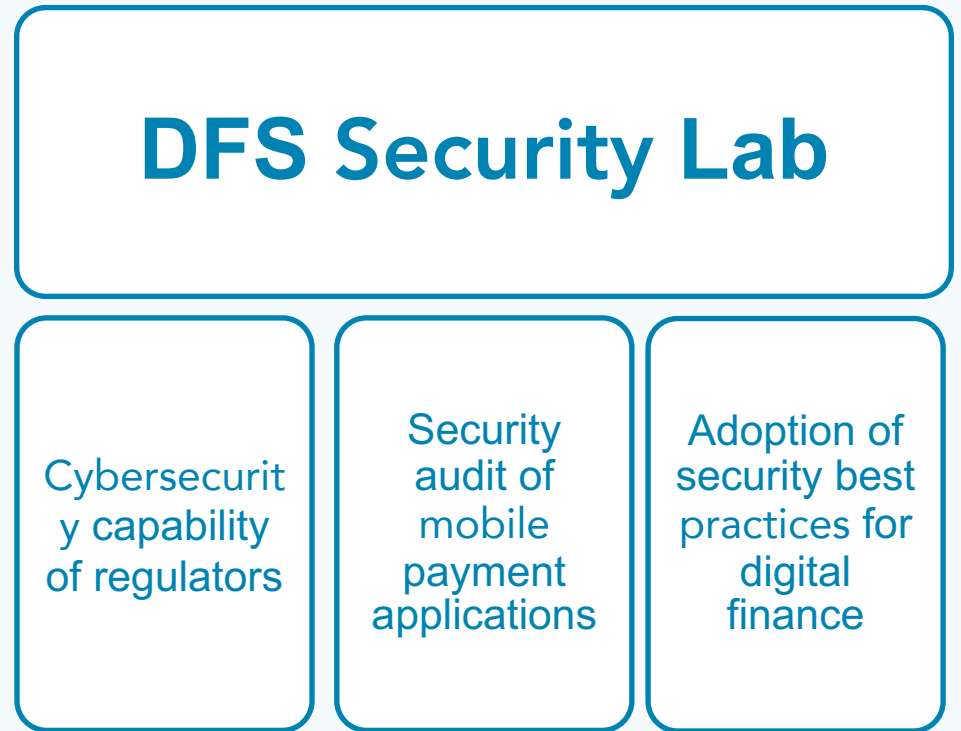 DFS Security Lab
Cybersecurit
y capability
of regulators
Security
audit of
mobile
payment
applications
Adoption of
security best
practices for
digital
finance